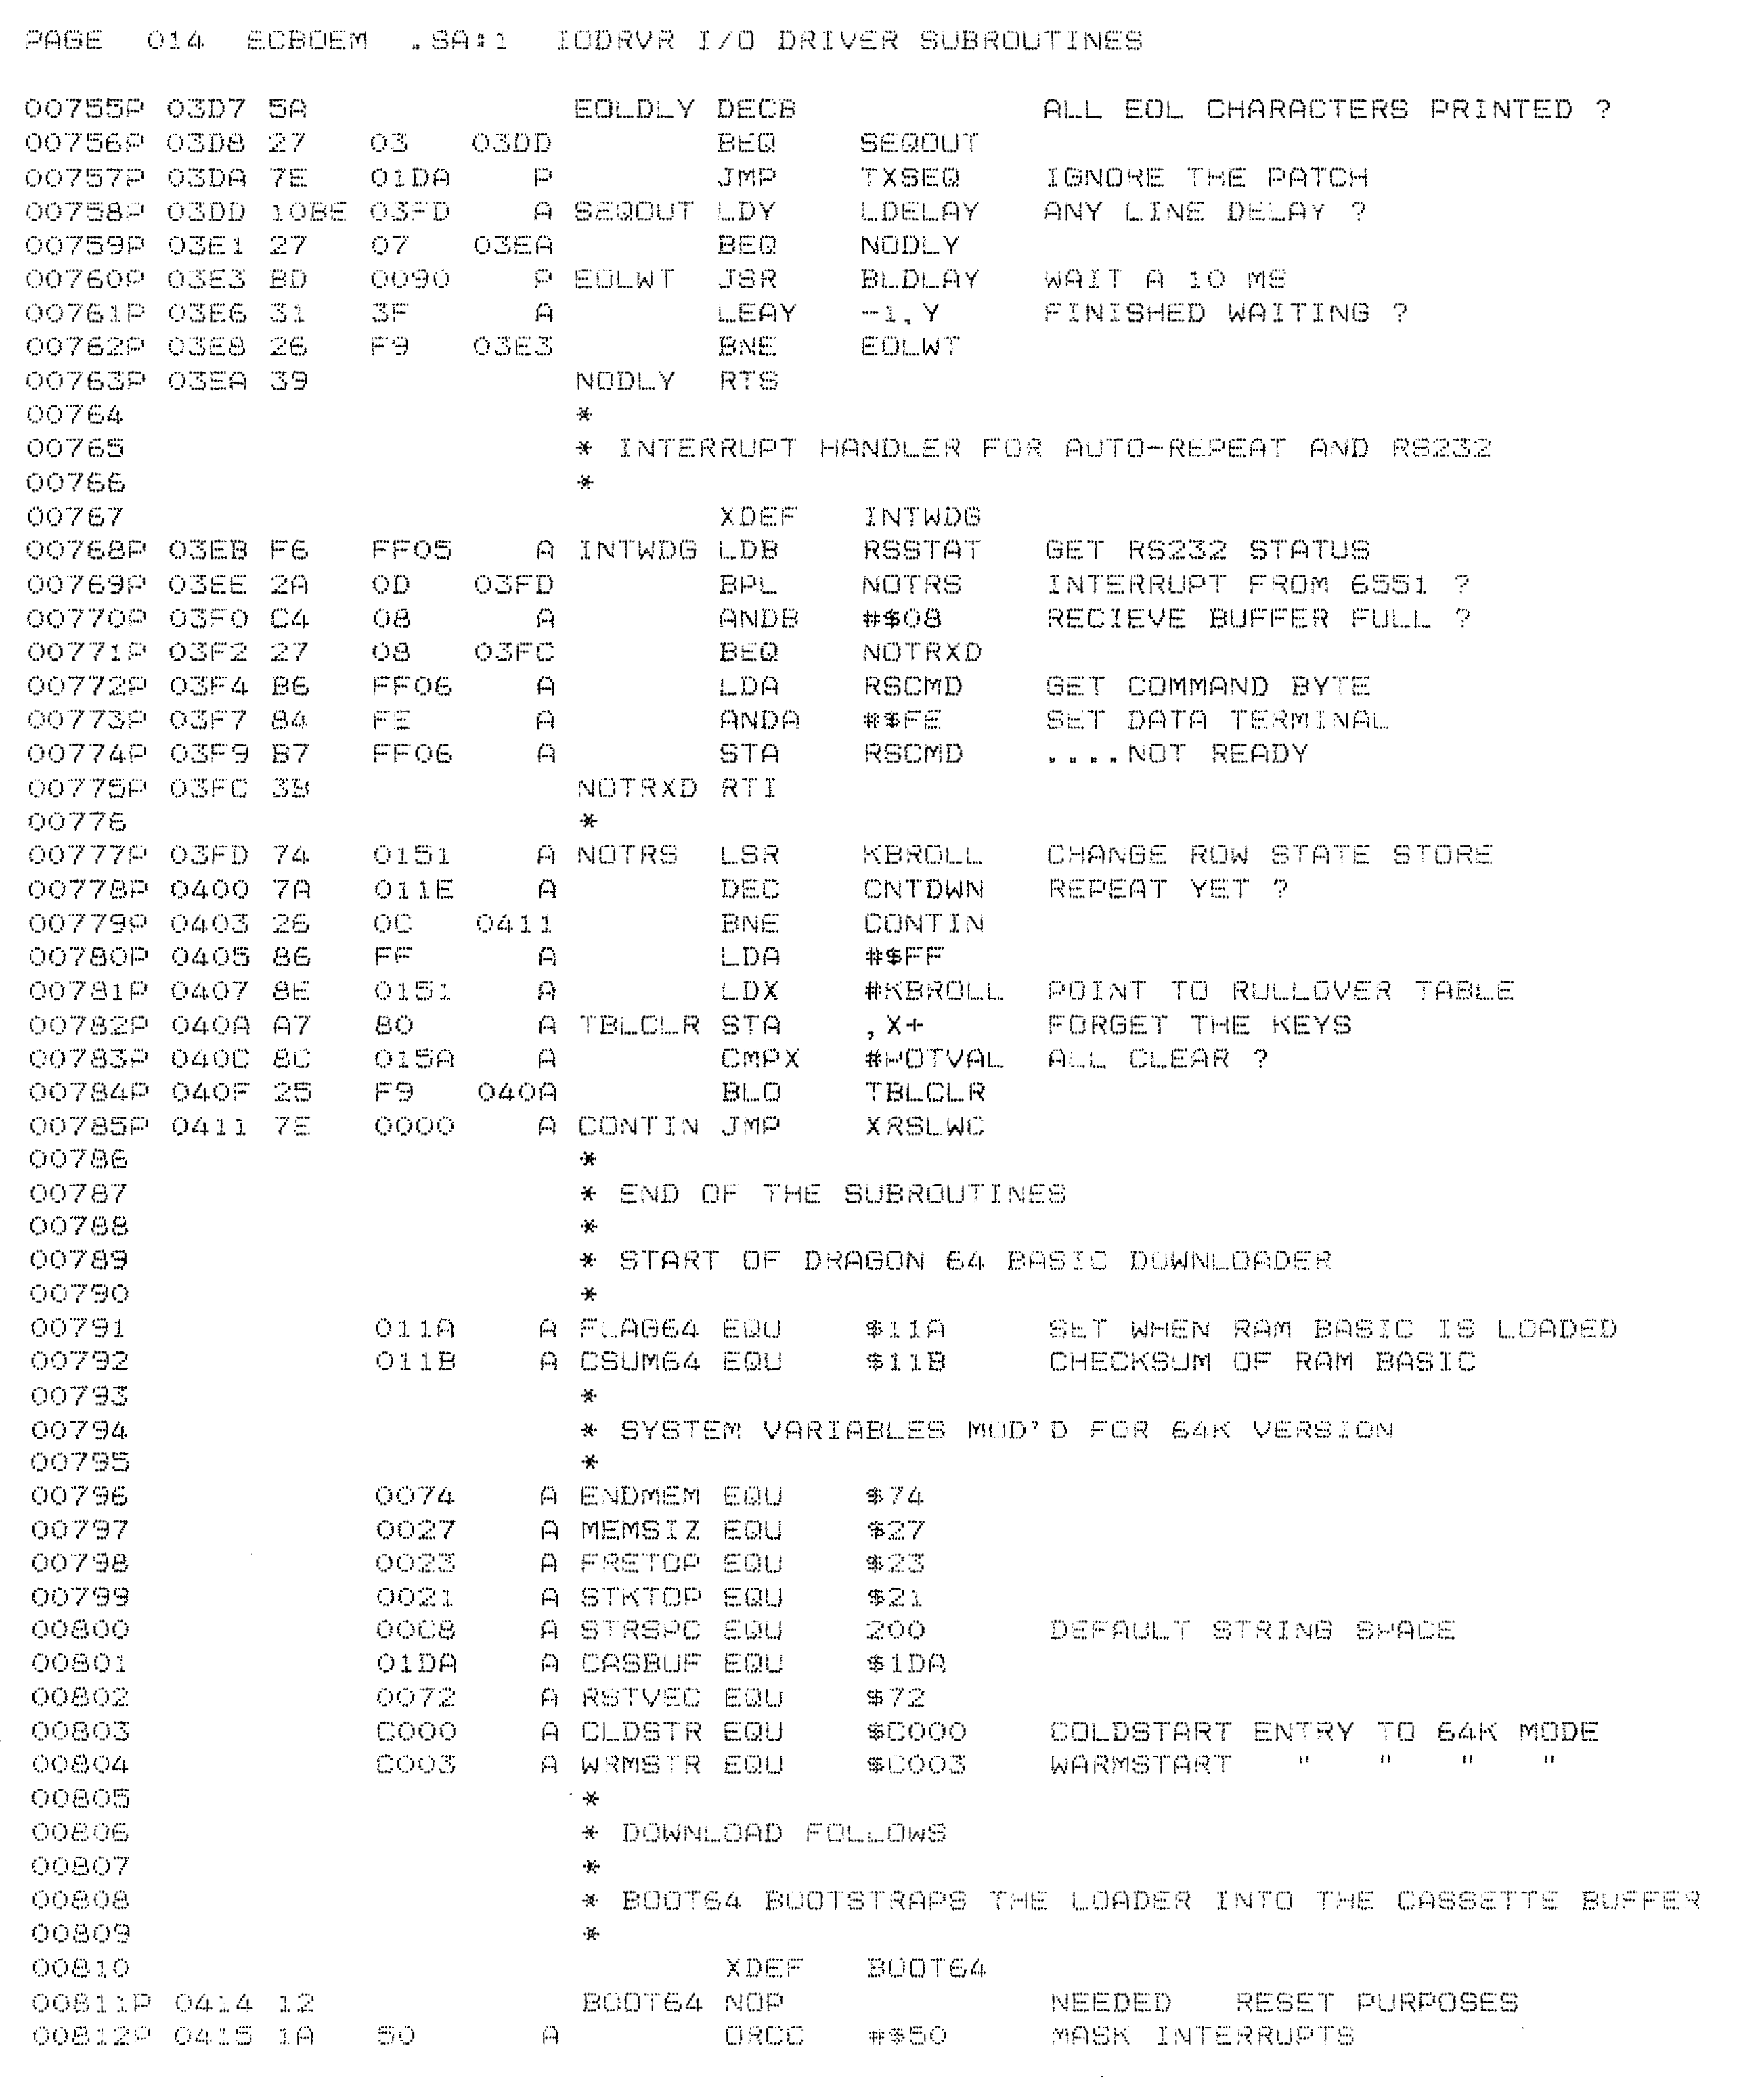 PAGE  014  ECBOEM  .SA:1  IODRVR I/O DRIVER SUBROUTINES
00755P 03D7 5A             EOLDLY DECB            ALL EOL CHARACTERS PRINTED ?
00756P 03D8 27   03   03DD        BEQ    SEQOUT
00757P 03DA 7E   01DA    P        JMP    TXSEQ    IGNORE THE PATCH
00758P 03DD 10BE 03FD    A SEQOUT LDY    LDELAY   ANY LINE DELAY ?
00759P 03E1 27   07   03EA        BEQ    NODLY
00760P 03E3 BD   0090    P EOLWT  JSR    BLDLAY   WAIT A 10 MS
00761P 03E6 31   3F      A        LEAY   -1,Y     FINISHED WAITING ?
00762P 03E8 26   F9   03E3        BNE    EOLWT
00763P 03EA 39             NODLY  RTS
00764                      *
00765                      * INTERRUPT HANDLER FOR AUTO-REPEAT AND RS232
00766                      *
00767                             XDEF   INTWDG
00768P 03EB F6   FF05    A INTWDG LDB    RSSTAT   GET RS232 STATUS
00769P 03EE 2A   0D   03FD        BPL    NOTRS    INTERRUPT FROM 6551 ?
00770P 03F0 C4   08      A        ANDB   #$08     RECIEVE BUFFER FULL ?
00771P 03F2 27   08   03FC        BEQ    NOTRXD
00772P 03F4 B6   FF06    A        LDA    RSCMD    GET COMMAND BYTE
00773P 03F7 84   FE      A        ANDA   #$FE     SET DATA TERMINAL
00774P 03F9 B7   FF06    A        STA    RSCMD    ....NOT READY
00775P 03FC 3B             NOTRXD RTI
00776                      *
00777P 03FD 74   0151    A NOTRS  LSR    KBROLL   CHANGE ROW STATE STORE
00778P 0400 7A   011E    A        DEC    CNTDWN   REPEAT YET ?
00779P 0403 26   0C   0411        BNE    CONTIN
00780P 0405 86   FF      A        LDA    #$FF
00781P 0407 8E   0151    A        LDX    #KBROLL  POINT TO RULLOVER TABLE
00782P 040A A7   80      A TBLCLR STA    ,X+      FORGET THE KEYS
00783P 040C 8C   015A    A        CMPX   #POTVAL  ALL CLEAR ?
00784P 040F 25   F9   040A        BLO    TBLCLR
00785P 0411 7E   0000    A CONTIN JMP    XRSLWC
00786                      *
00787                      * END OF THE SUBROUTINES
00788                      *
00789                      * START OF DRAGON 64 BASIC DOWNLOADER
00790                      *
00791            011A    A FLAG64 EQU    $11A     SET WHEN RAM BASIC IS LOADED
00792            011B    A CSUM64 EQU    $11B     CHECKSUM OF RAM BASIC
00793                      *
00794                      * SYSTEM VARIABLES MOD'D FOR 64K VERSION
00795                      *
00796            0074    A ENDMEM EQU    $74
00797            0027    A MEMSIZ EQU    $27
00798            0023    A FRETOP EQU    $23
00799            0021    A STKTOP EQU    $21
00800            00C8    A STRSPC EQU    200      DEFAULT STRING SPACE
00801            01DA    A CASBUF EQU    $1DA
00802            0072    A RSTVEC EQU    $72
00803            C000    A CLDSTR EQU    $C000    COLDSTART ENTRY TO 64K MODE
00804            C003    A WRMSTR EQU    $C003    WARMSTART   "   "   "   "
00805                      *
00806                      * DOWNLOAD FOLLOWS
00807                      *
00808                      * BOOT64 BOOTSTRAPS THE LOADER INTO THE CASSETTE BUFFER
00809                      *
00810                             XDEF   BOOT64
00811P 0414 12             BOOT64 NOP             NEEDED   RESET PURPOSES
00812P 0415 1A   50      A        ORCC   #$50     MASK INTERRUPTS